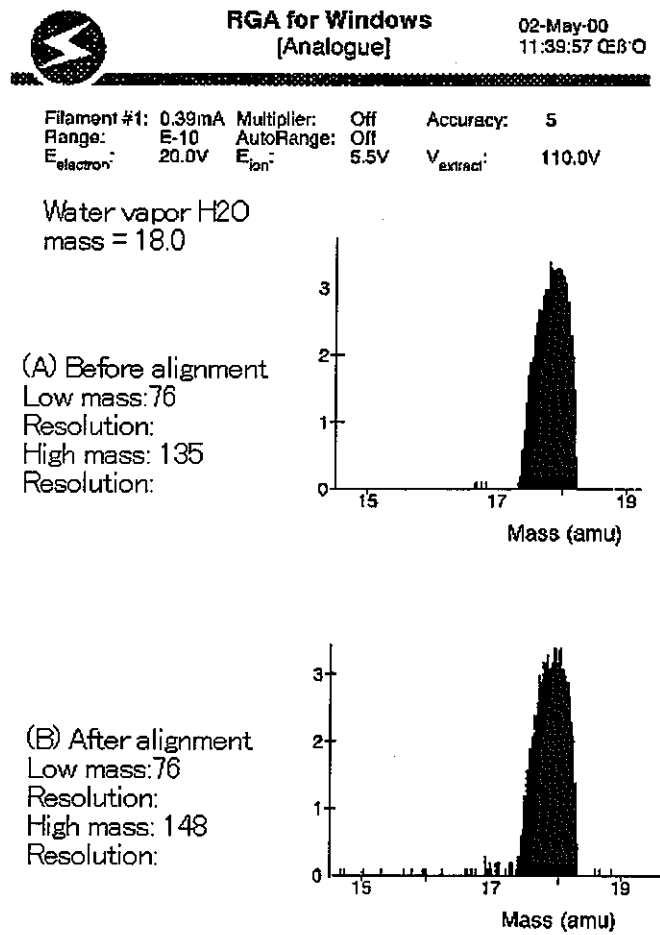 RGA for Windows
[Analogue]
02-May-00
11:39:57
Filament #1: 0.39mA Multiplier: Off Accuracy: 5
Range: E-10 AutoRange: Off
Eelectron: 20.0V Eion: 5.5V Vextract: 110.0V
Water vapor H2O
mass = 18.0
(A) Before alignment
Low mass:76
Resolution:
High mass: 135
Resolution:
3
2
1
0
15 17 19
Mass (amu)
(B) After alignment
Low mass:76
Resolution:
High mass: 148
Resolution:
3
2
1
0
15 17 19
Mass (amu)